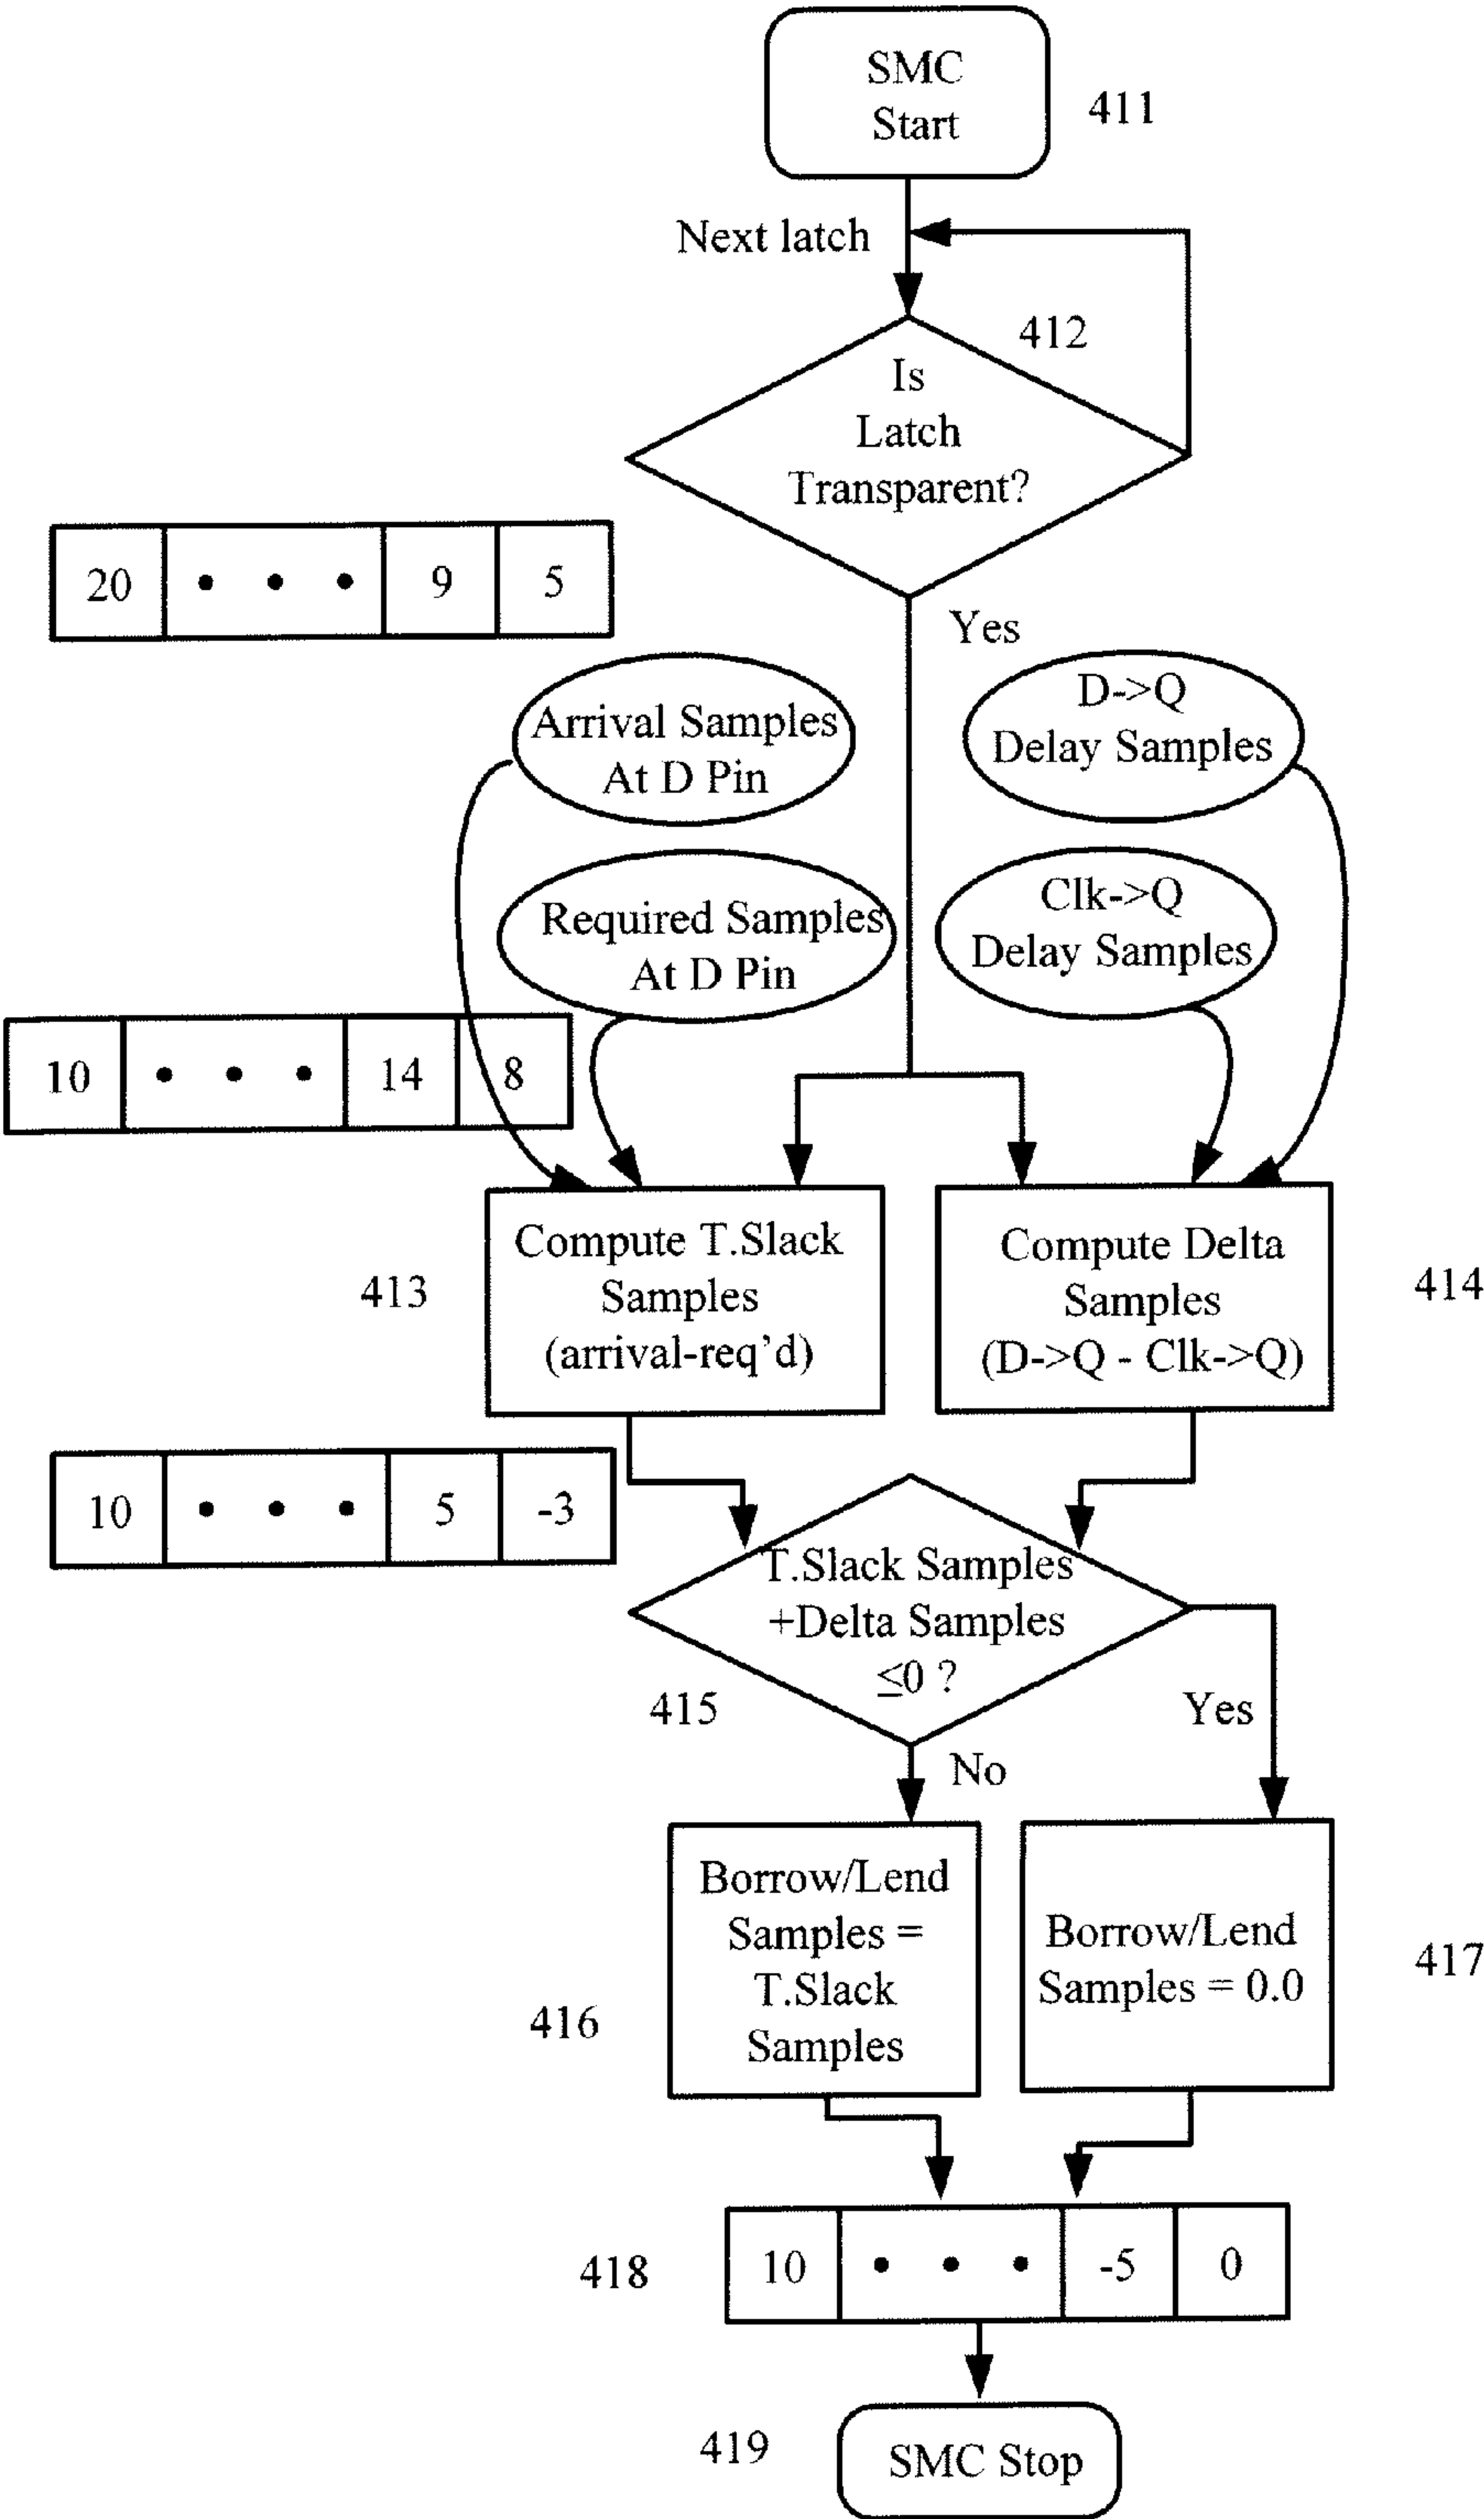 SMC
Start
411
Next latch
412
Is
Latch
Transparent?
20 • • • 9 5
Yes
Arrival Samples
At D Pin
D->Q
Delay Samples
Required Samples
At D Pin
Clk->Q
Delay Samples
10 • • • 14 8
413
Compute T.Slack
Samples
(arrival-req'd)
Compute Delta
Samples
(D->Q - Clk->Q)
414
10 • • • 5 -3
T.Slack Samples
+Delta Samples
≤0 ?
415
Yes
No
Borrow/Lend
Samples =
T.Slack
Samples
416
Borrow/Lend
Samples = 0.0
417
418
10 • • • -5 0
419
SMC Stop